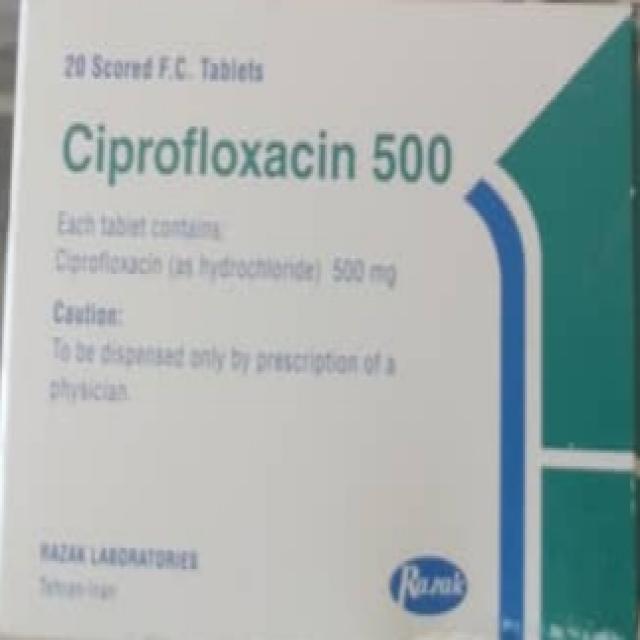 20 Scored F.C. Tablets
Ciprofloxacin 500
Each tablet contains:
Ciprofloxacin (as hydrochloride) 500 mg
Caution:
To be dispensed only by prescription of a
physician.
RAZAK LABORATORIES
Tehran-Iran
Razak